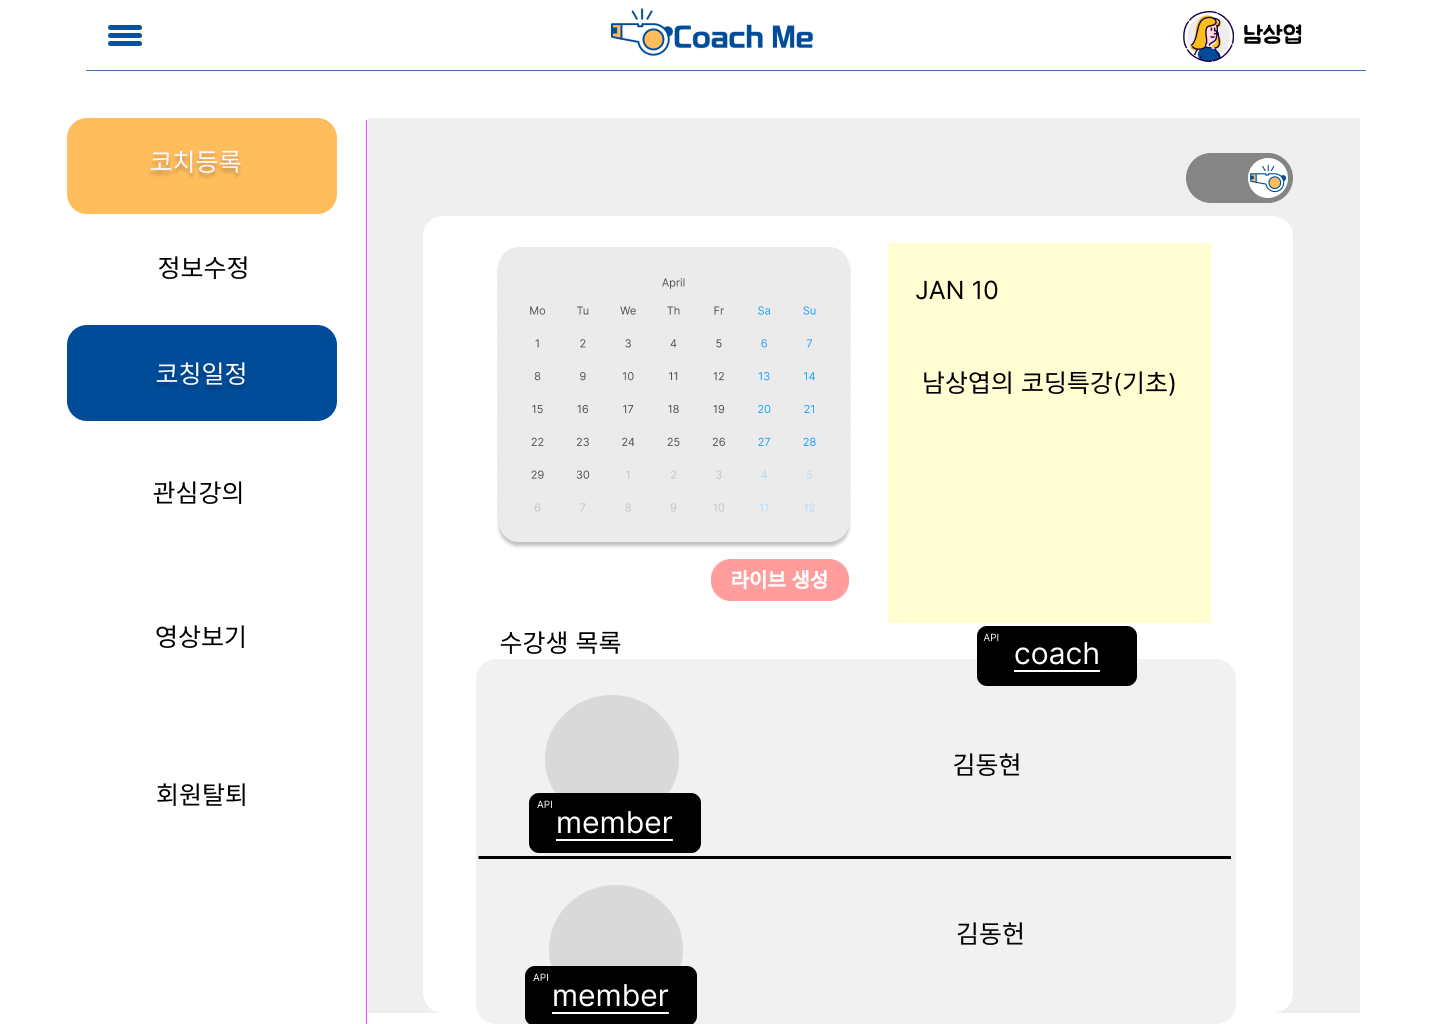 Coach Me
남상엽
코치등록
정보수정
코칭일정
관심강의
영상보기
회원탈퇴
April
Mo Tu We Th Fr Sa Su
1 2 3 4 5 6 7
8 9 10 11 12 13 14
15 16 17 18 19 20 21
22 23 24 25 26 27 28
29 30 1 2 3 4 5
6 7 8 9 10 11 12
JAN 10
남상엽의 코딩특강(기초)
라이브 생성
수강생 목록
API
coach
김동현
API
member
김동헌
API
member